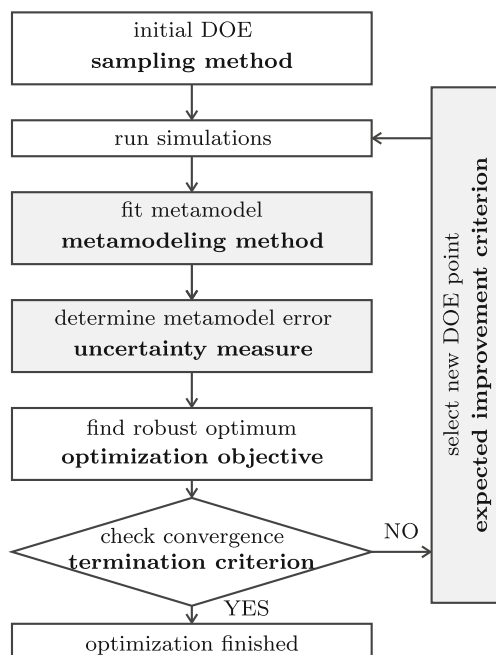 initial DOE
sampling method
run simulations
fit metamodel
metamodeling method
determine metamodel error
uncertainty measure
find robust optimum
optimization objective
check convergence
termination criterion
NO
YES
optimization finished
select new DOE point
expected improvement criterion